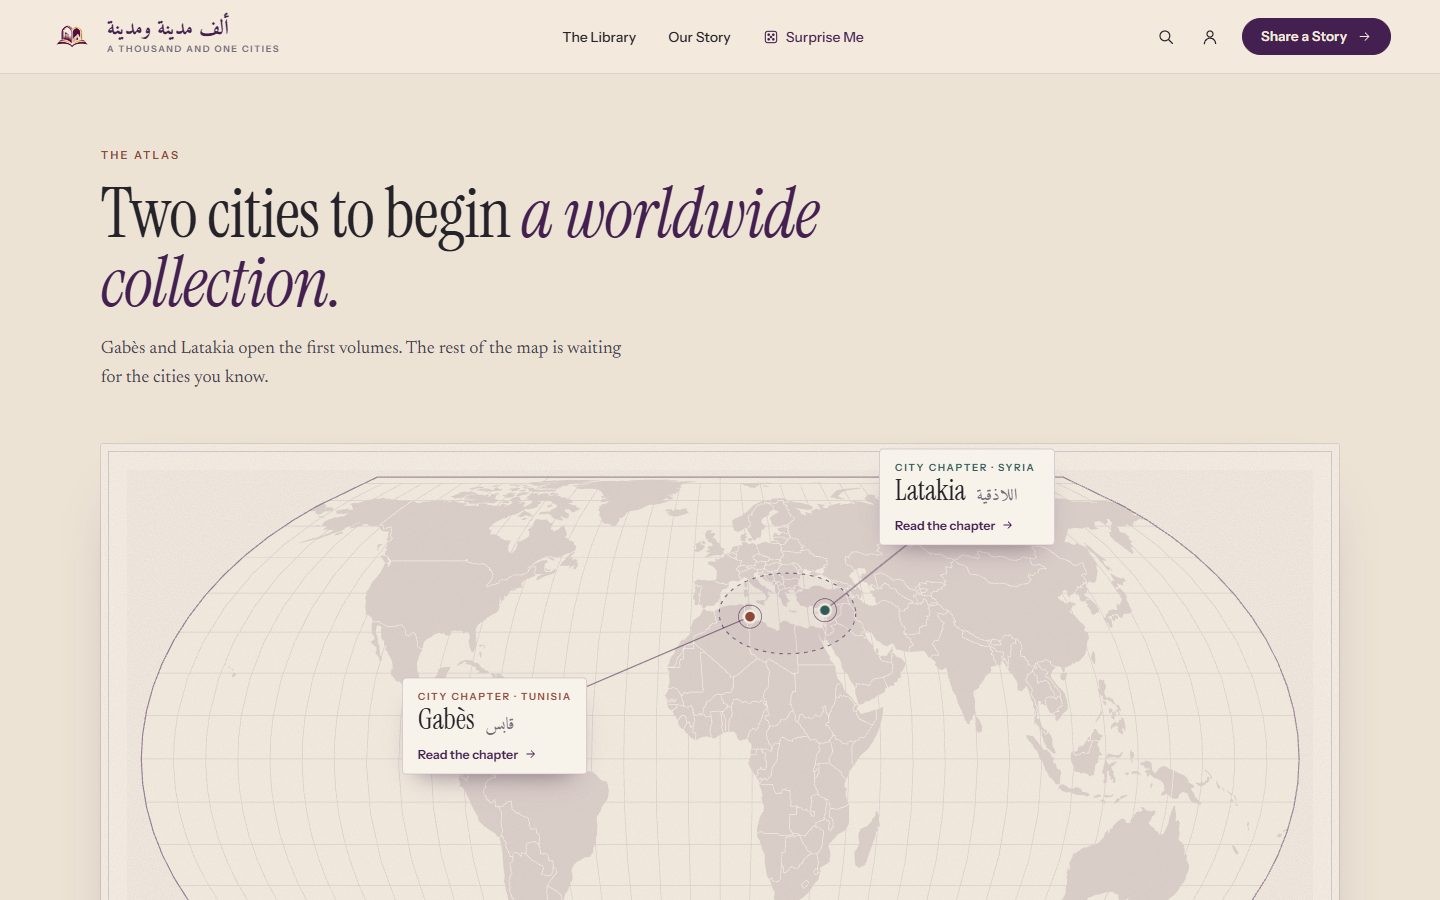 ألف مدينة ومدينة
A THOUSAND AND ONE CITIES
The Library
Our Story
Surprise Me
Share a Story →
THE ATLAS
Two cities to begin a worldwide
collection.
Gabès and Latakia open the first volumes. The rest of the map is waiting
for the cities you know.
CITY CHAPTER · SYRIA
Latakia اللاذقية
Read the chapter →
CITY CHAPTER · TUNISIA
Gabès قابس
Read the chapter →